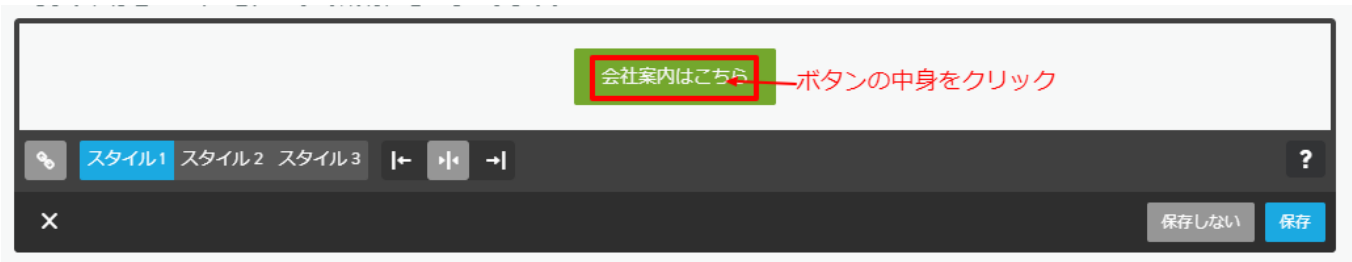 会社案内はこちら
ボタンの中身をクリック
スタイル1 スタイル2 スタイル3
?
保存しない 保存